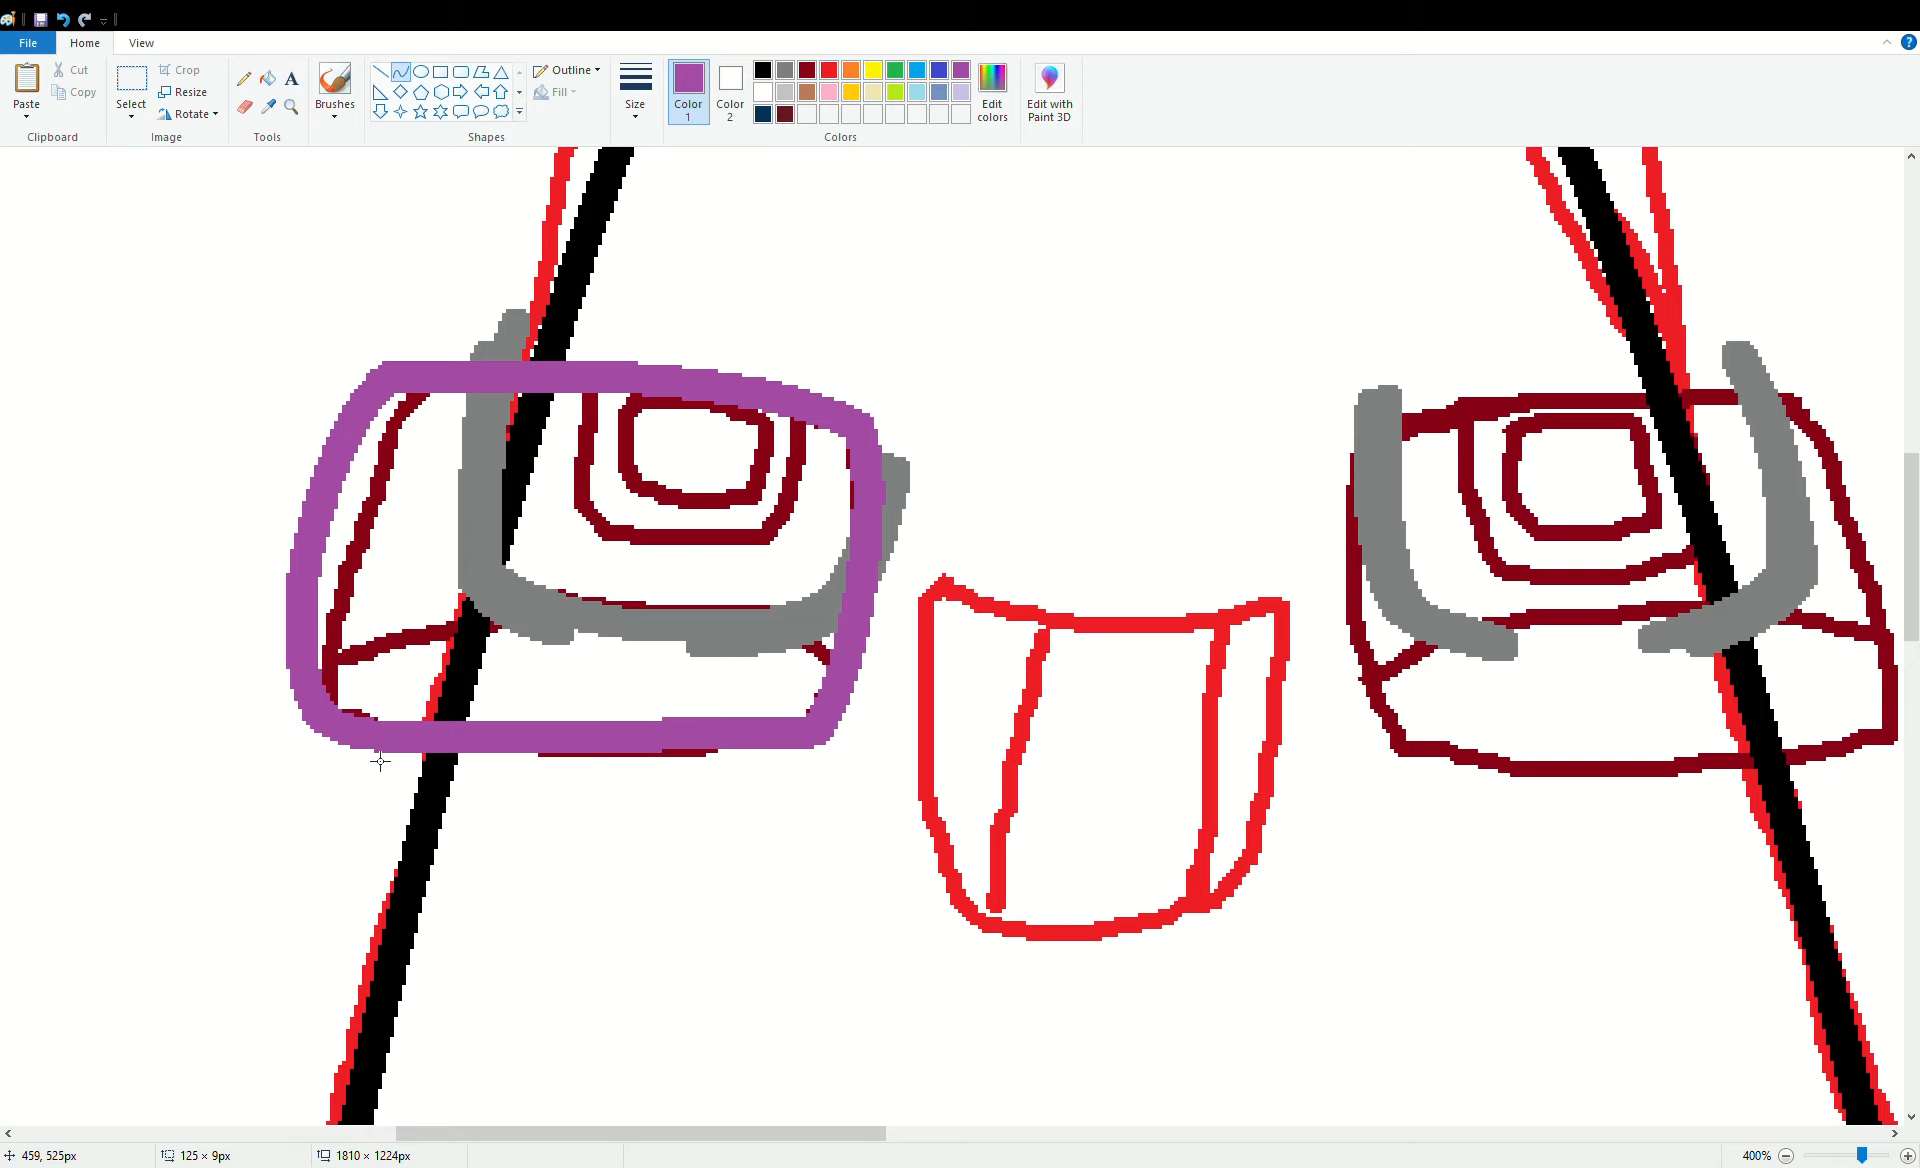 File Home View
Paste
Cut
Copy
Clipboard
Select
Crop
Resize
Rotate
Image
Tools
Brushes
Outline
Fill
Shapes
Size
Color 1
Color 2
Edit colors
Colors
Edit with Paint 3D
459, 525px 125 × 9px 1810 × 1224px 400%